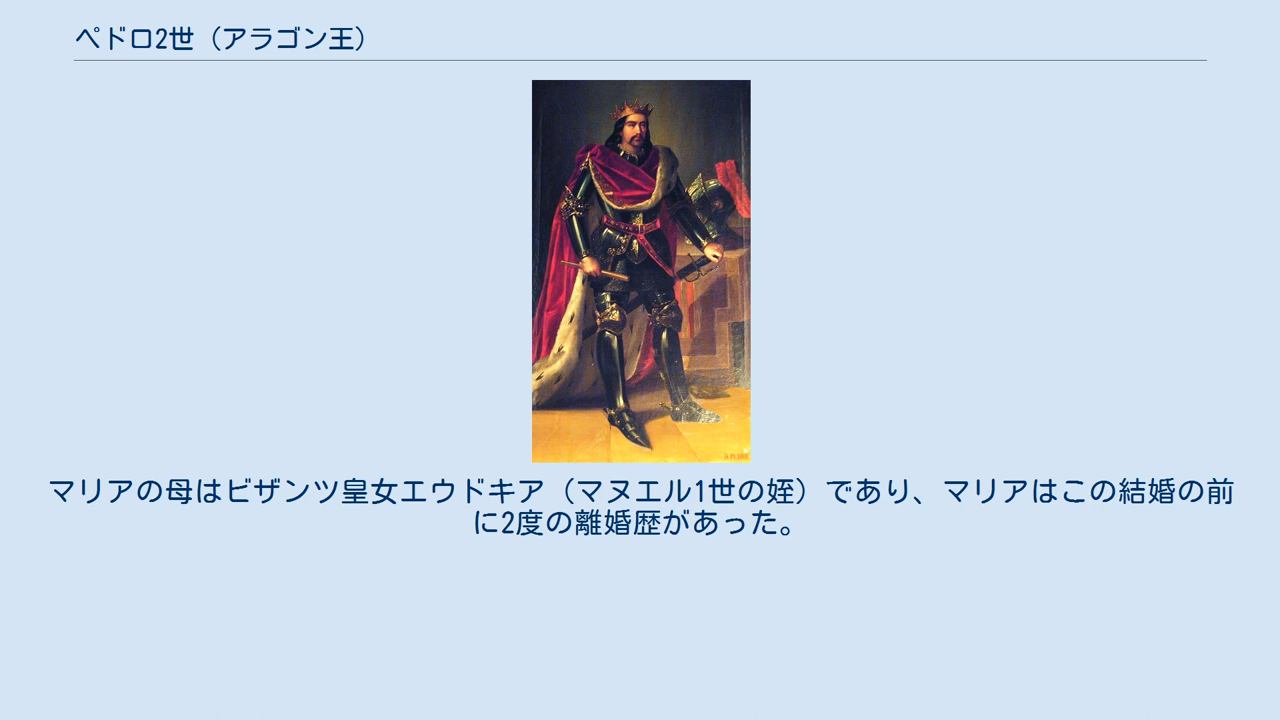 ペドロ2世（アラゴン王）
マリアの母はビザンツ皇女エウドキア（マヌエル1世の姪）であり、マリアはこの結婚の前
に2度の離婚歴があった。